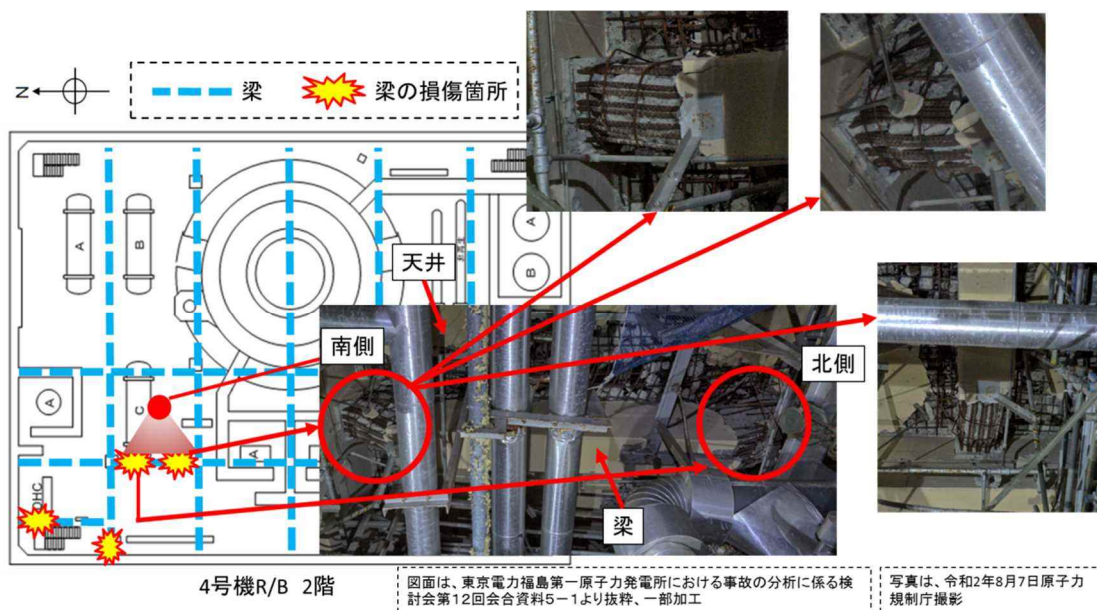 N
梁
梁の損傷箇所
A
B
A
B
天井
南側
北側
A
C
A
梁
4号機R/B 2階
図面は、東京電力福島第一原子力発電所における事故の分析に係る検
討会第12回会合資料5-1より抜粋、一部加工
写真は、令和2年8月7日原子力
規制庁撮影